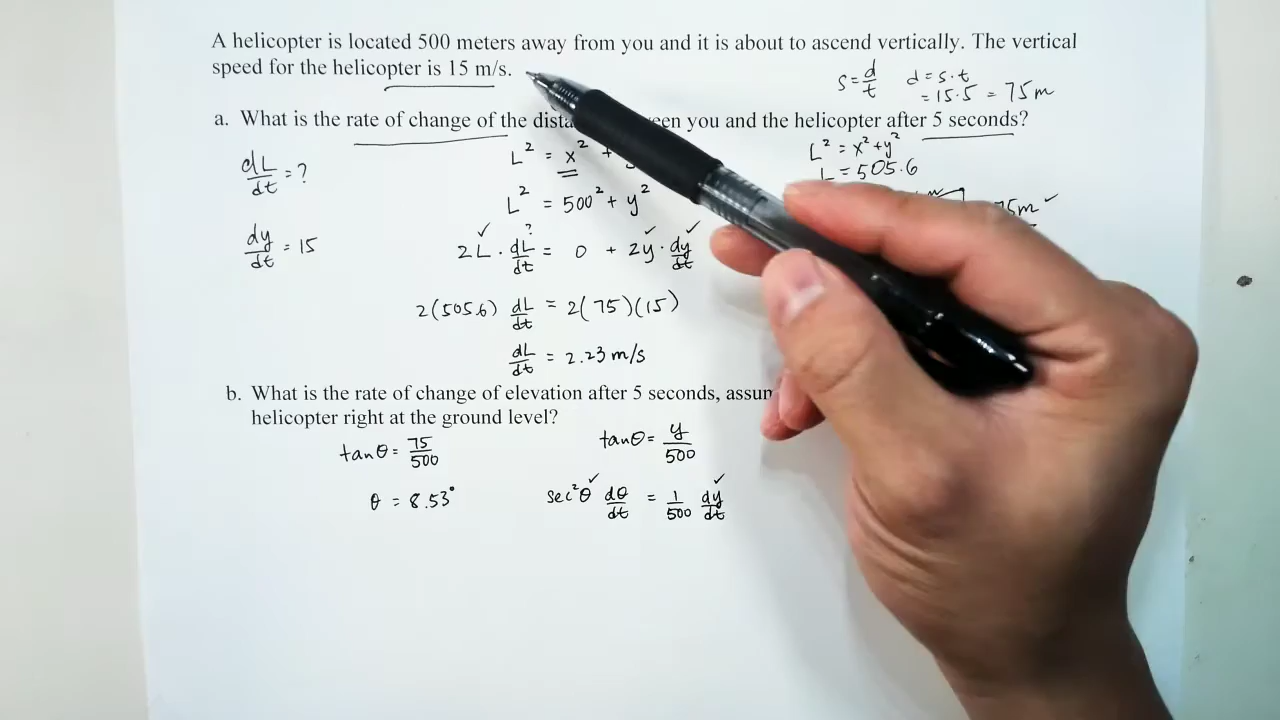 A helicopter is located 500 meters away from you and it is about to ascend vertically. The vertical
speed for the helicopter is 15 m/s.
s = d/t d = s·t
= 15·5 = 75m
a. What is the rate of change of the and the helicopter after 5 seconds?
dL/dt = ?
L² = x² +
L² = x² + y²
L = 505.6
L² = 500² + y²
dy/dt = 15
2L · dL/dt = 0 + 2y · dy/dt
?
2(505.6) dL/dt = 2(75)(15)
dL/dt = 2.23 m/s
b. What is the rate of change of elevation after 5 seconds,
helicopter right at the ground level?
tanθ = 75/500
tanθ = y/500
θ = 8.53°
sec²θ dθ/dt = 1/500 dy/dt